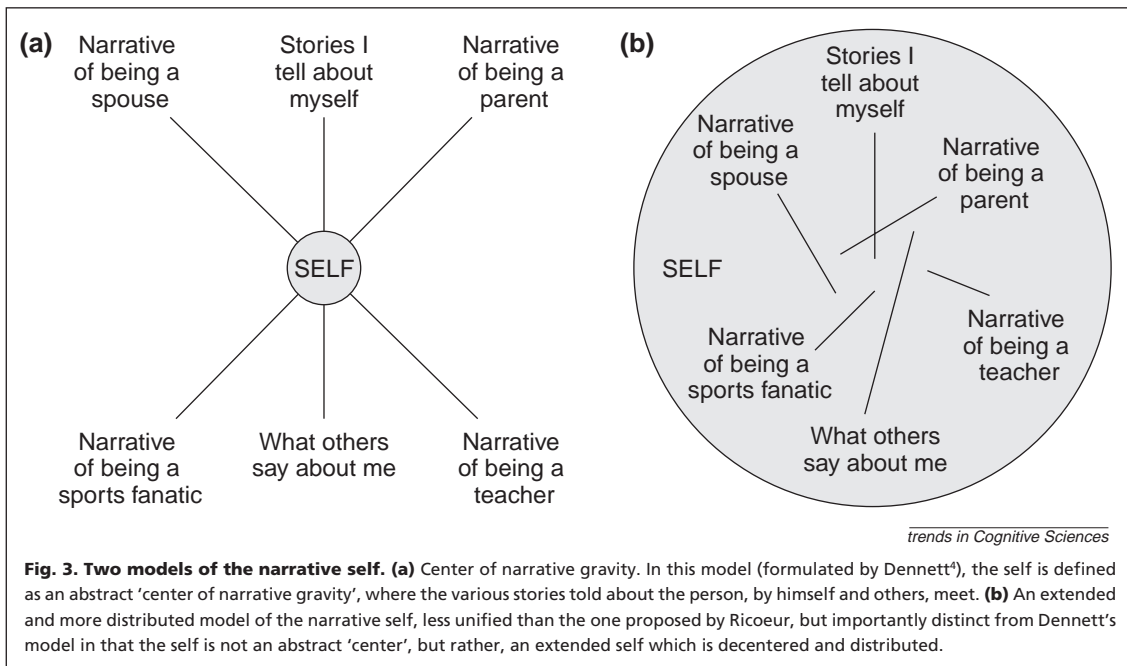 (a)
Narrative
of being a
spouse
Stories I
tell about
myself
Narrative
of being a
parent
SELF
Narrative
of being a
sports fanatic
What others
say about me
Narrative
of being a
teacher
(b)
Stories I
tell about
myself
Narrative
of being a
spouse
Narrative
of being a
parent
SELF
Narrative
of being a
sports fanatic
Narrative
of being a
teacher
What others
say about me
trends in Cognitive Sciences
Fig. 3. Two models of the narrative self. (a) Center of narrative gravity. In this model (formulated by Dennett⁴), the self is defined
as an abstract ‘center of narrative gravity’, where the various stories told about the person, by himself and others, meet. (b) An extended
and more distributed model of the narrative self, less unified than the one proposed by Ricoeur, but importantly distinct from Dennett’s
model in that the self is not an abstract ‘center’, but rather, an extended self which is decentered and distributed.